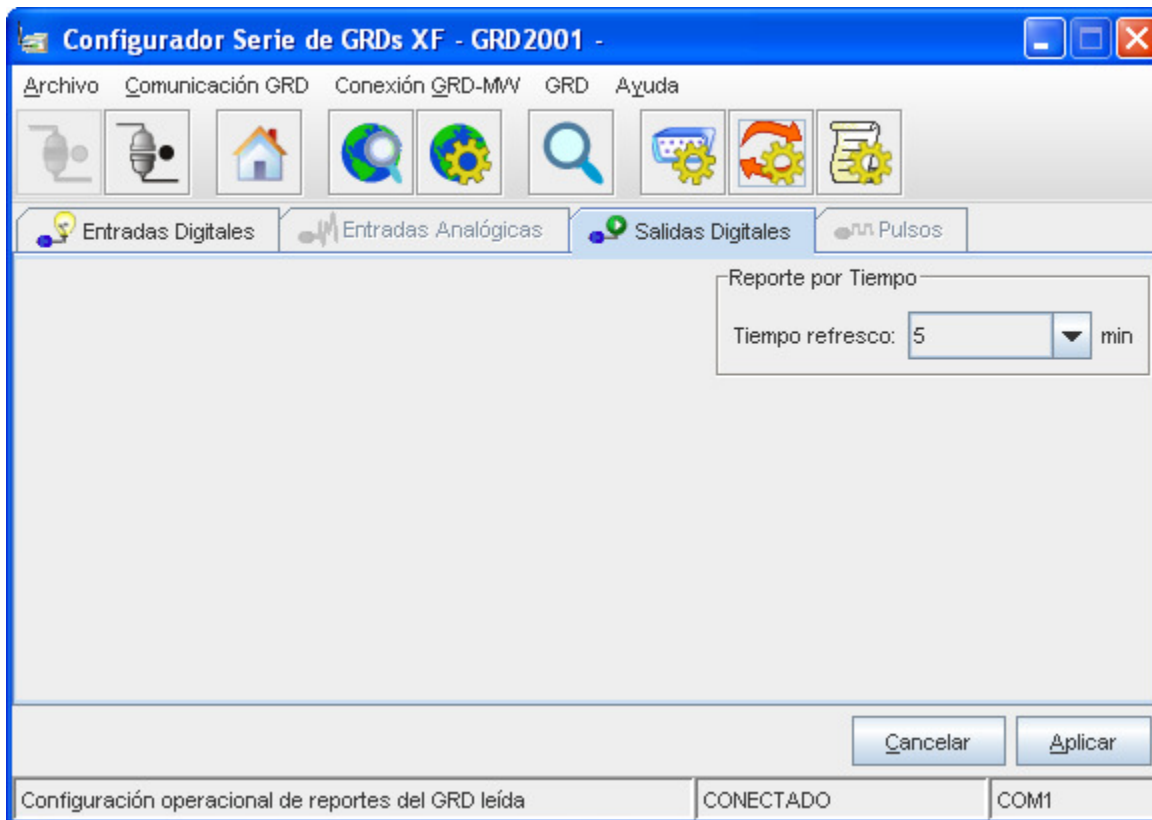 Configurador Serie de GRDs XF - GRD2001 -
Archivo Comunicación GRD Conexión GRD-MW GRD Ayuda
Entradas Digitales Entradas Analógicas Salidas Digitales Pulsos
Reporte por Tiempo
Tiempo refresco: 5 min
Cancelar Aplicar
Configuración operacional de reportes del GRD leída CONECTADO COM1